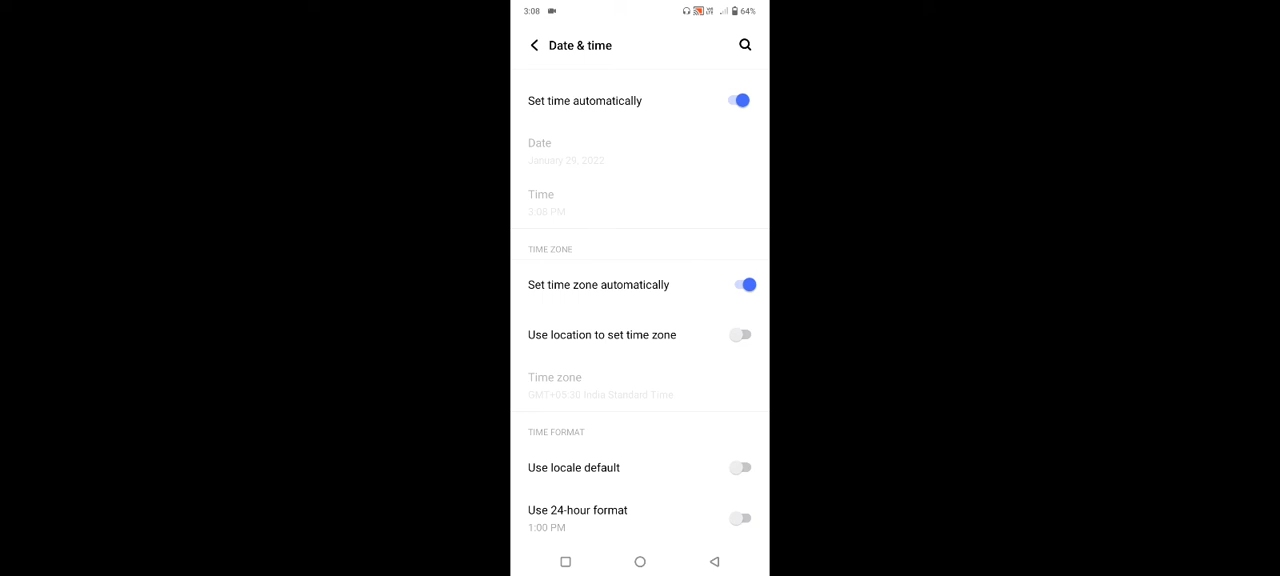 3:08 64%
Date & time
Set time automatically
Date
January 29, 2022
Time
3:08 PM
TIME ZONE
Set time zone automatically
Use location to set time zone
Time zone
GMT+05:30 India Standard Time
TIME FORMAT
Use locale default
Use 24-hour format
1:00 PM